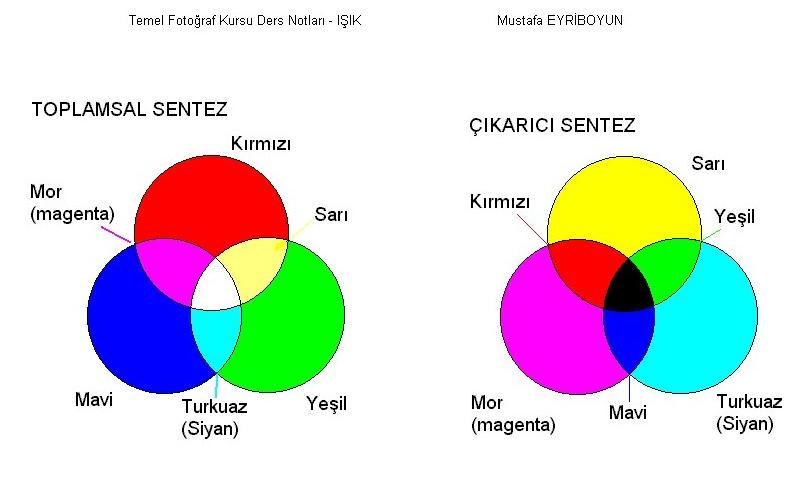 Temel Fotoğraf Kursu Ders Notları - IŞIK
Mustafa EYRİBOYUN
TOPLAMSAL SENTEZ
Kırmızı
Mor
(magenta)
Sarı
Mavi
Turkuaz
(Siyan)
Yeşil
ÇIKARICI SENTEZ
Sarı
Kırmızı
Yeşil
Mor
(magenta)
Mavi
Turkuaz
(Siyan)